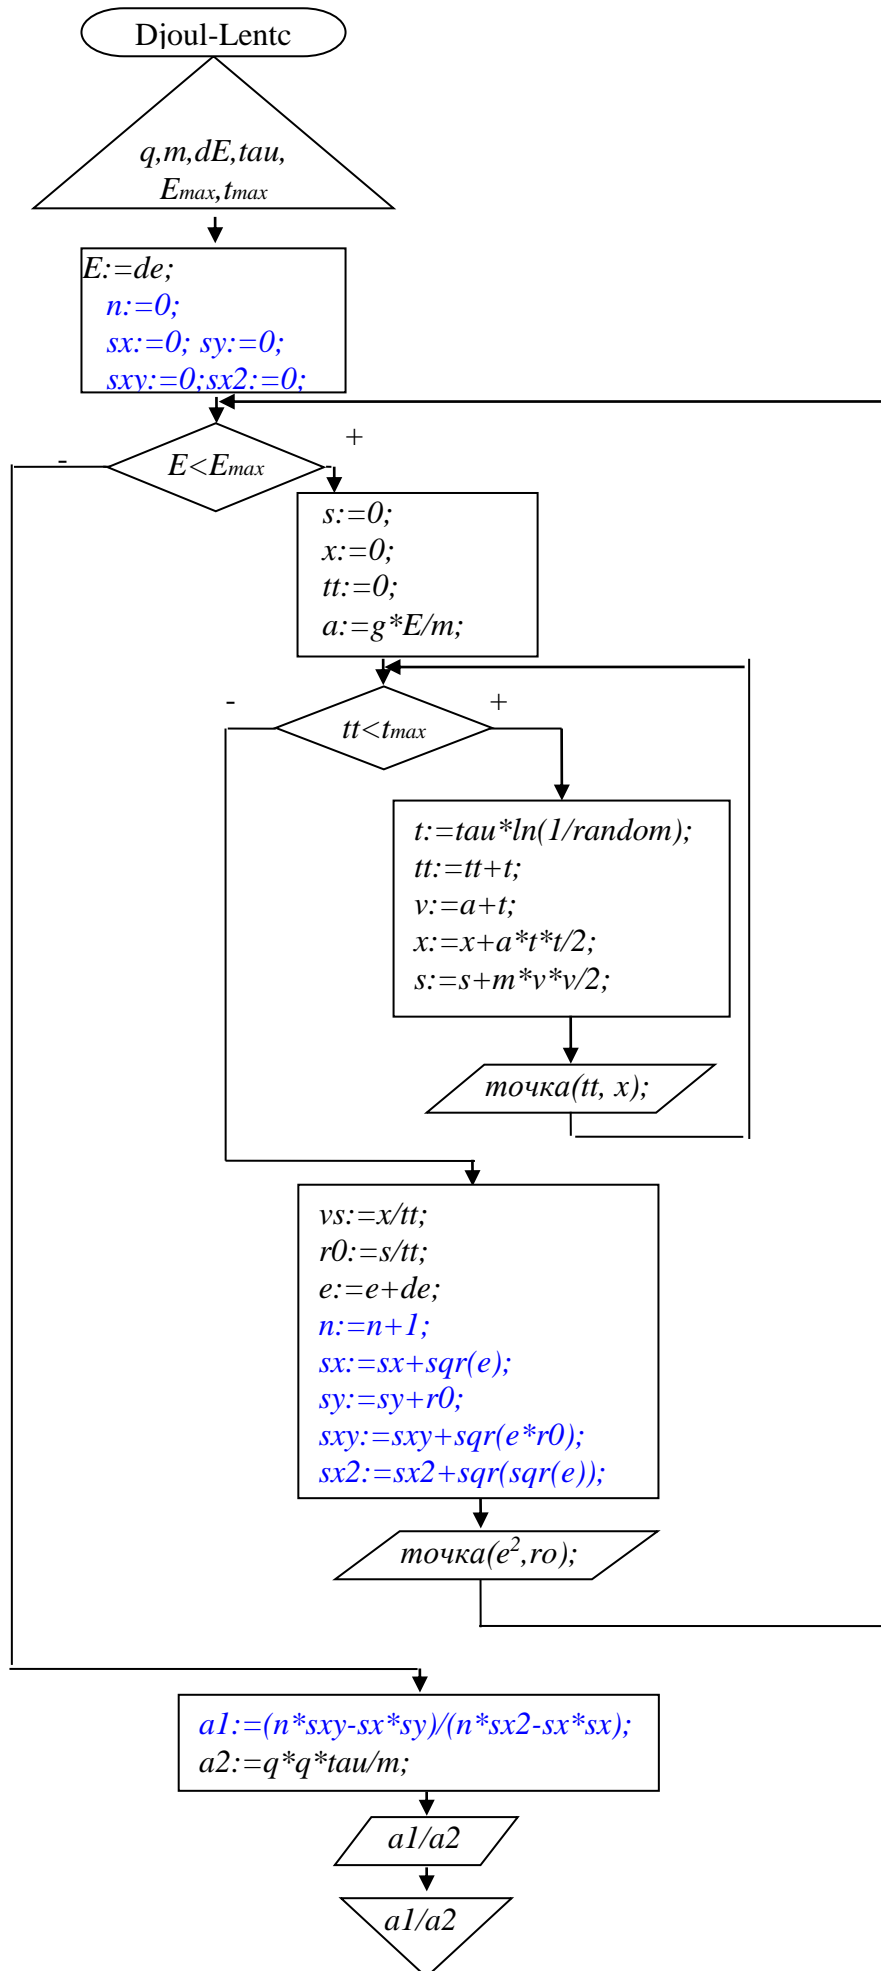 Djoul-Lentc
q,m,dE,tau,
Emax,tmax
E:=de;
n:=0;
sx:=0; sy:=0;
sxy:=0;sx2:=0;
-
+
E<Emax
s:=0;
x:=0;
tt:=0;
a:=g*E/m;
-
+
tt<tmax
t:=tau*ln(1/random);
tt:=tt+t;
v:=a+t;
x:=x+a*t*t/2;
s:=s+m*v*v/2;
точка(tt, x);
vs:=x/tt;
r0:=s/tt;
e:=e+de;
n:=n+1;
sx:=sx+sqr(e);
sy:=sy+r0;
sxy:=sxy+sqr(e*r0);
sx2:=sx2+sqr(sqr(e));
точка(e²,ro);
a1:=(n*sxy-sx*sy)/(n*sx2-sx*sx);
a2:=q*q*tau/m;
a1/a2
a1/a2